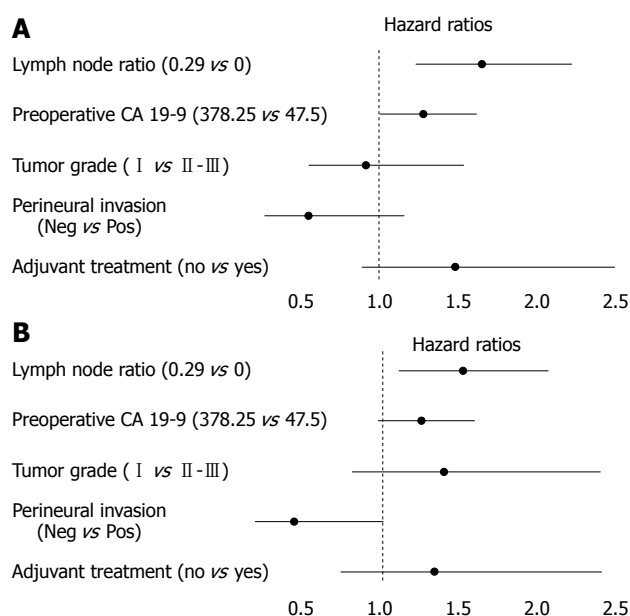 A
Hazard ratios
Lymph node ratio (0.29 vs 0)
Preoperative CA 19-9 (378.25 vs 47.5)
Tumor grade ( Ⅰ vs Ⅱ-Ⅲ)
Perineural invasion
(Neg vs Pos)
Adjuvant treatment (no vs yes)
0.5 1.0 1.5 2.0 2.5
B
Hazard ratios
Lymph node ratio (0.29 vs 0)
Preoperative CA 19-9 (378.25 vs 47.5)
Tumor grade ( Ⅰ vs Ⅱ-Ⅲ)
Perineural invasion
(Neg vs Pos)
Adjuvant treatment (no vs yes)
0.5 1.0 1.5 2.0 2.5